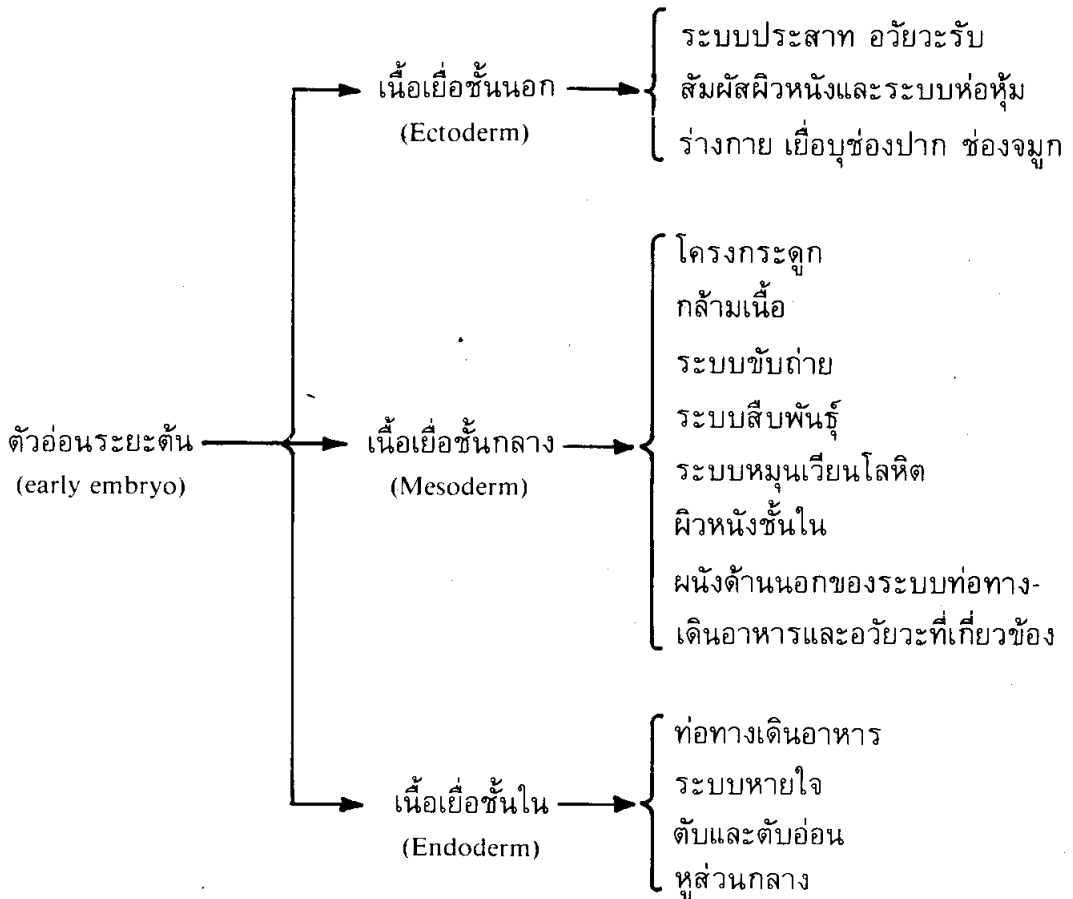 ตัวอ่อนระยะต้น
(early embryo)
เนื้อเยื่อชั้นนอก
(Ectoderm)
ระบบประสาท อวัยวะรับ
สัมผัสผิวหนังและระบบห่อหุ้ม
ร่างกาย เยื่อบุช่องปาก ช่องจมูก
เนื้อเยื่อชั้นกลาง
(Mesoderm)
โครงกระดูก
กล้ามเนื้อ
ระบบขับถ่าย
ระบบสืบพันธุ์
ระบบหมุนเวียนโลหิต
ผิวหนังชั้นใน
ผนังด้านนอกของระบบท่อทาง-
เดินอาหารและอวัยวะที่เกี่ยวข้อง
เนื้อเยื่อชั้นใน
(Endoderm)
ท่อทางเดินอาหาร
ระบบหายใจ
ตับและตับอ่อน
หูส่วนกลาง